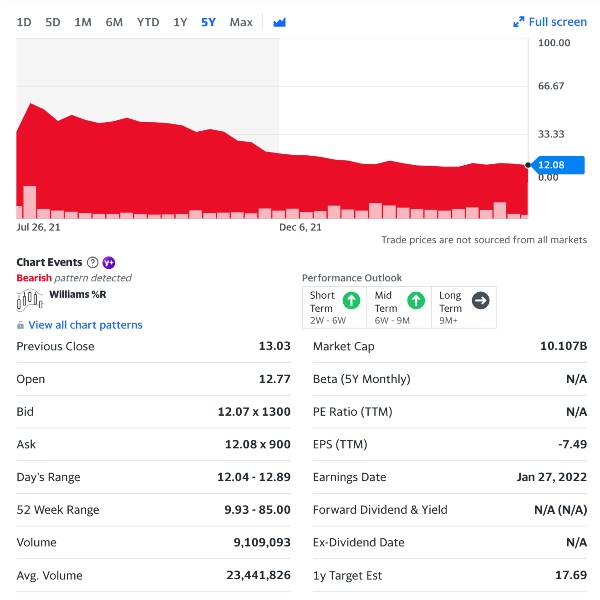 1D 5D 1M 6M YTD 1Y 5Y Max Full screen
100.00
66.67
33.33
12.08
0.00
Jul 26, 21 Dec 6, 21
Trade prices are not sourced from all markets
Chart Events ? y+
Bearish pattern detected
Williams %R
View all chart patterns
Performance Outlook
Short Term 2W - 6W
Mid Term 6W - 9M
Long Term 9M+
Previous Close 13.03
Open 12.77
Bid 12.07 x 1300
Ask 12.08 x 900
Day's Range 12.04 - 12.89
52 Week Range 9.93 - 85.00
Volume 9,109,093
Avg. Volume 23,441,826
Market Cap 10.107B
Beta (5Y Monthly) N/A
PE Ratio (TTM) N/A
EPS (TTM) -7.49
Earnings Date Jan 27, 2022
Forward Dividend & Yield N/A (N/A)
Ex-Dividend Date N/A
1y Target Est 17.69